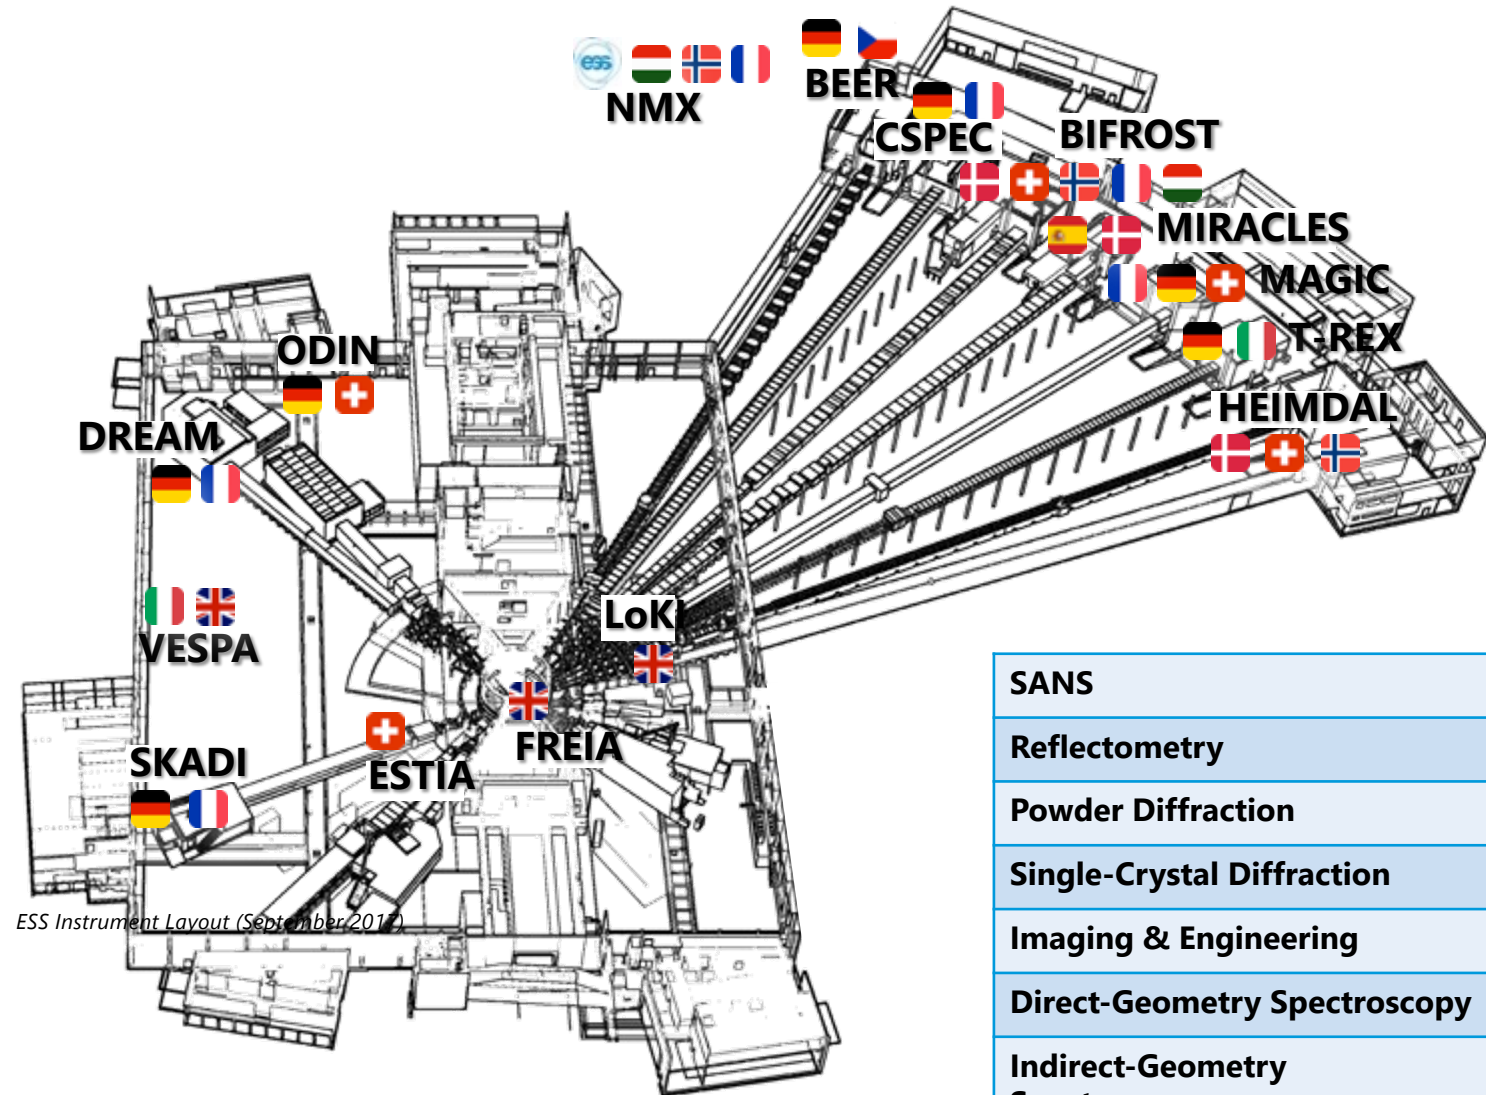 ess
NMX
BEER
CSPEC
BIFROST
MIRACLES
MAGIC
T-REX
ODIN
HEIMDAL
DREAM
LoKI
VESPA
FREIA
SKADI
ESTIA
SANS
Reflectometry
Powder Diffraction
Single-Crystal Diffraction
ESS Instrument Layout (September 2017)
Imaging & Engineering
Direct-Geometry Spectroscopy
Indirect-Geometry